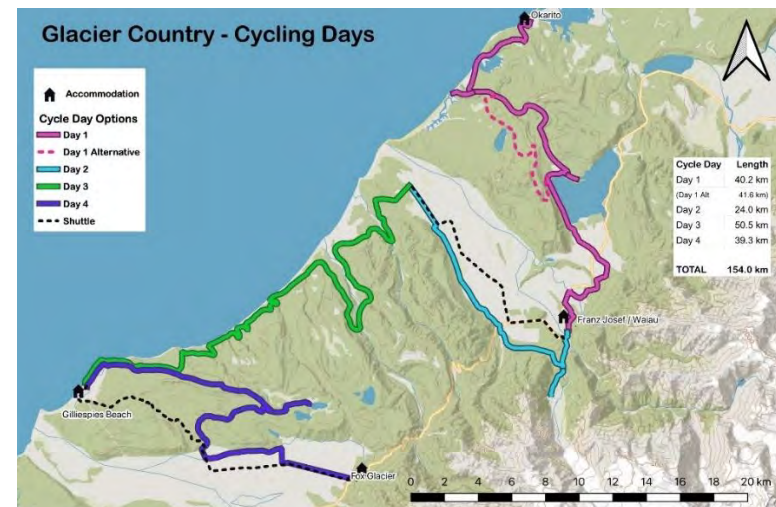 Glacier Country - Cycling Days
Okarito
Accommodation
Cycle Day Options
Day 1
Day 1 Alternative
Day 2
Day 3
Day 4
Shuttle
Cycle Day Length
Day 1 40.2 km
(Day 1 Alt 41.6 km)
Day 2 24.0 km
Day 3 50.5 km
Day 4 39.3 km
TOTAL 154.0 km
Franz Josef / Waiau
Gilliespies Beach
Fox Glacier
0 2 4 6 8 10 12 14 16 18 20 km